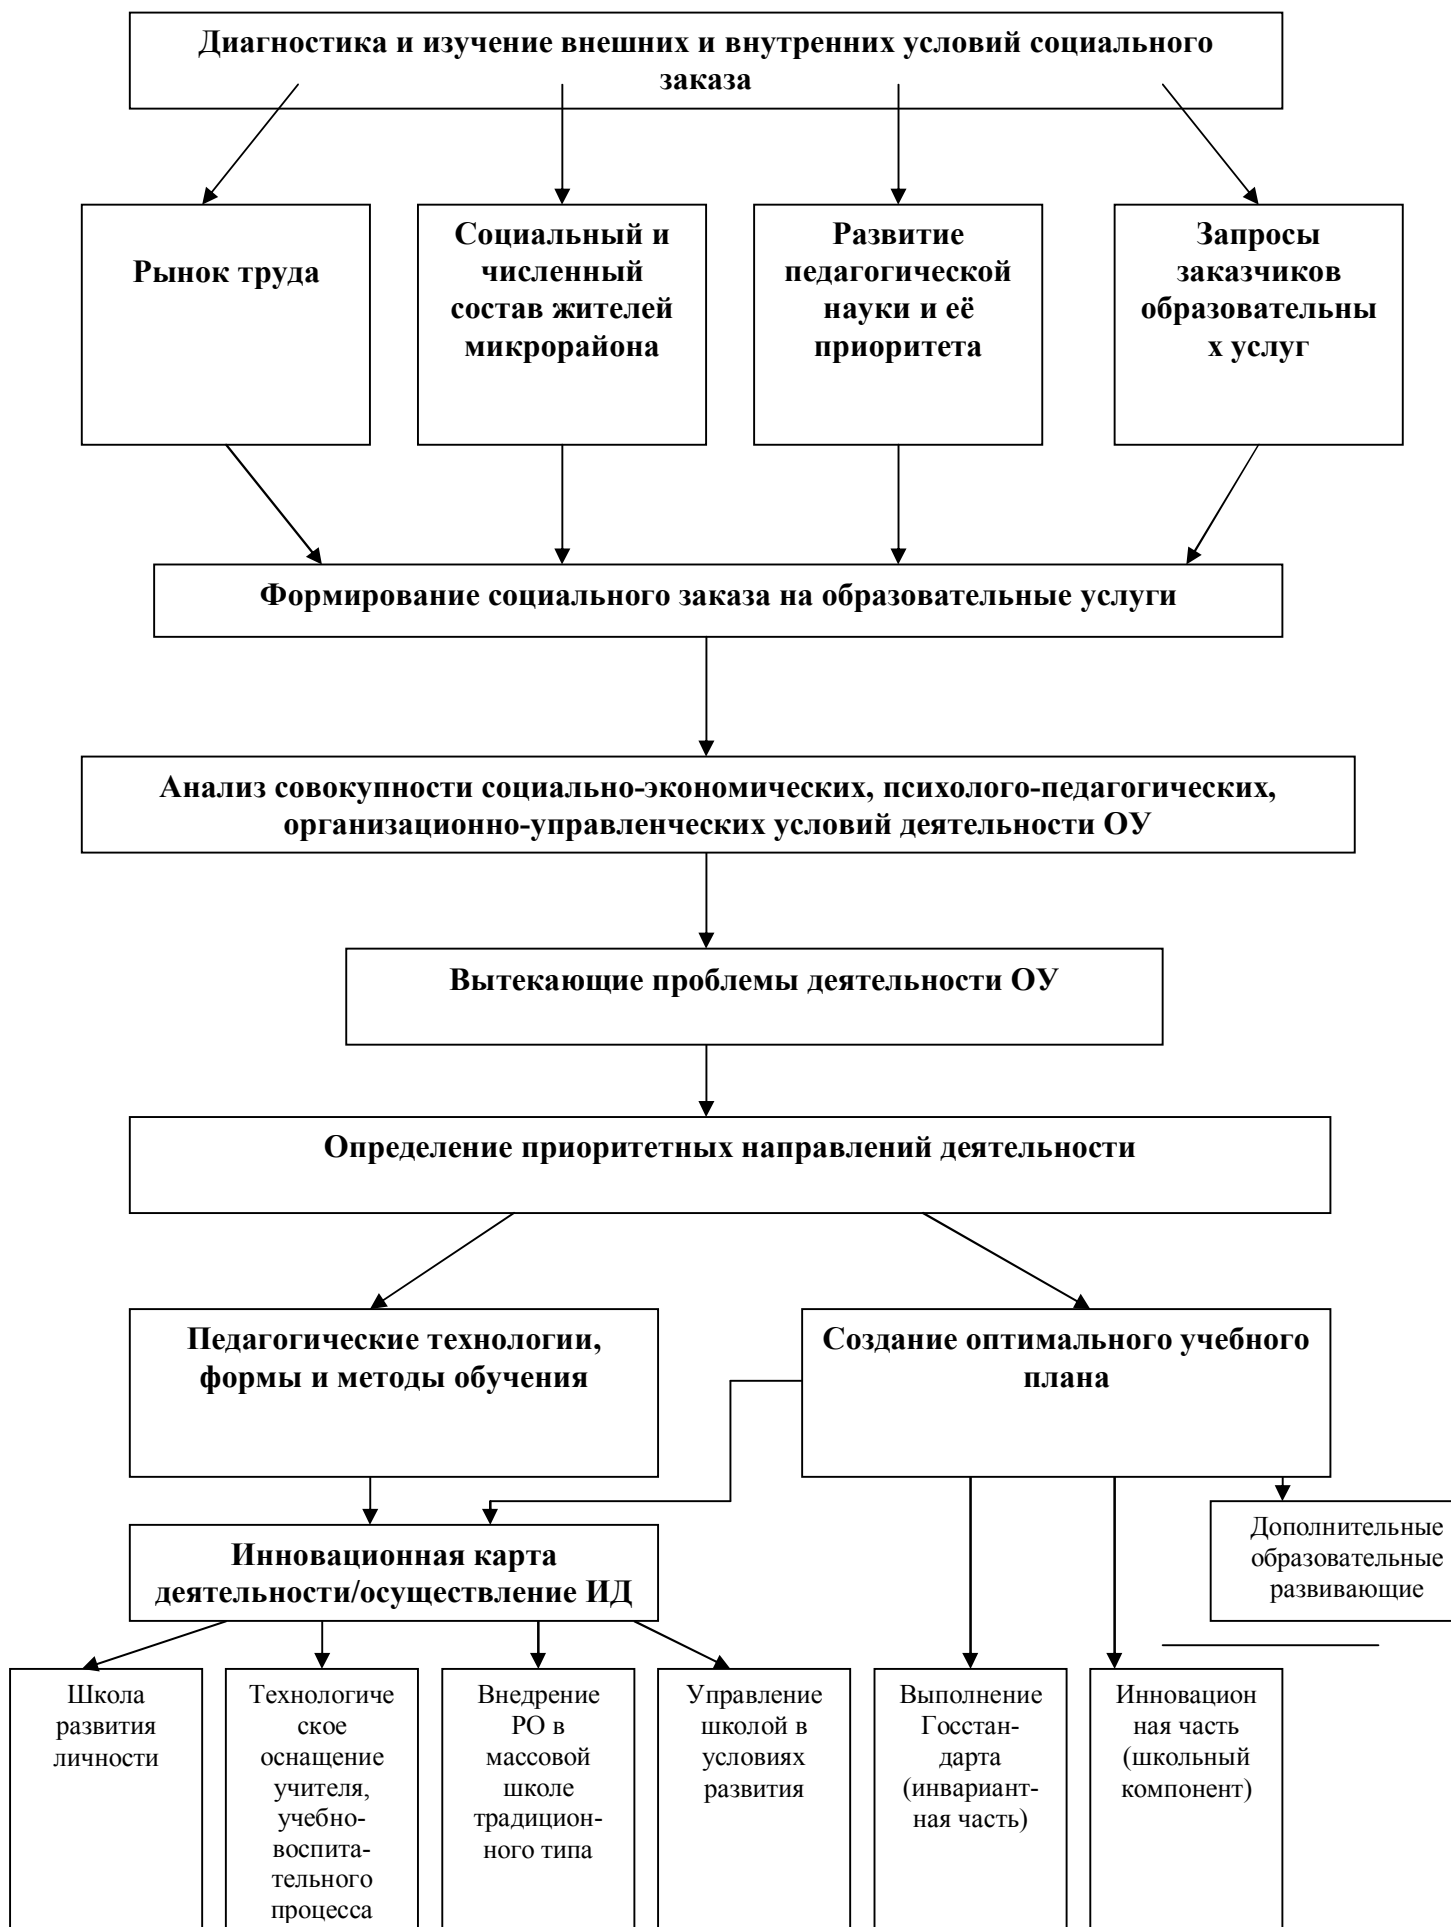 Диагностика и изучение внешних и внутренних условий социального
заказа
Рынок труда
Социальный и
численный
состав жителей
микрорайона
Развитие
педагогической
науки и её
приоритета
Запросы
заказчиков
образовательны
х услуг
Формирование социального заказа на образовательные услуги
Анализ совокупности социально-экономических, психолого-педагогических,
организационно-управленческих условий деятельности ОУ
Вытекающие проблемы деятельности ОУ
Определение приоритетных направлений деятельности
Педагогические технологии,
формы и методы обучения
Создание оптимального учебного
плана
Инновационная карта
деятельности/осуществление ИД
Дополнительные
образовательные
развивающие
Школа
развития
личности
Технологиче
ское
оснащение
учителя,
учебно-
воспита-
тельного
процесса
Внедрение
РО в
массовой
школе
традицион-
ного типа
Управление
школой в
условиях
развития
Выполнение
Госстан-
дарта
(инвариант-
ная часть)
Инновацион
ная часть
(школьный
компонент)